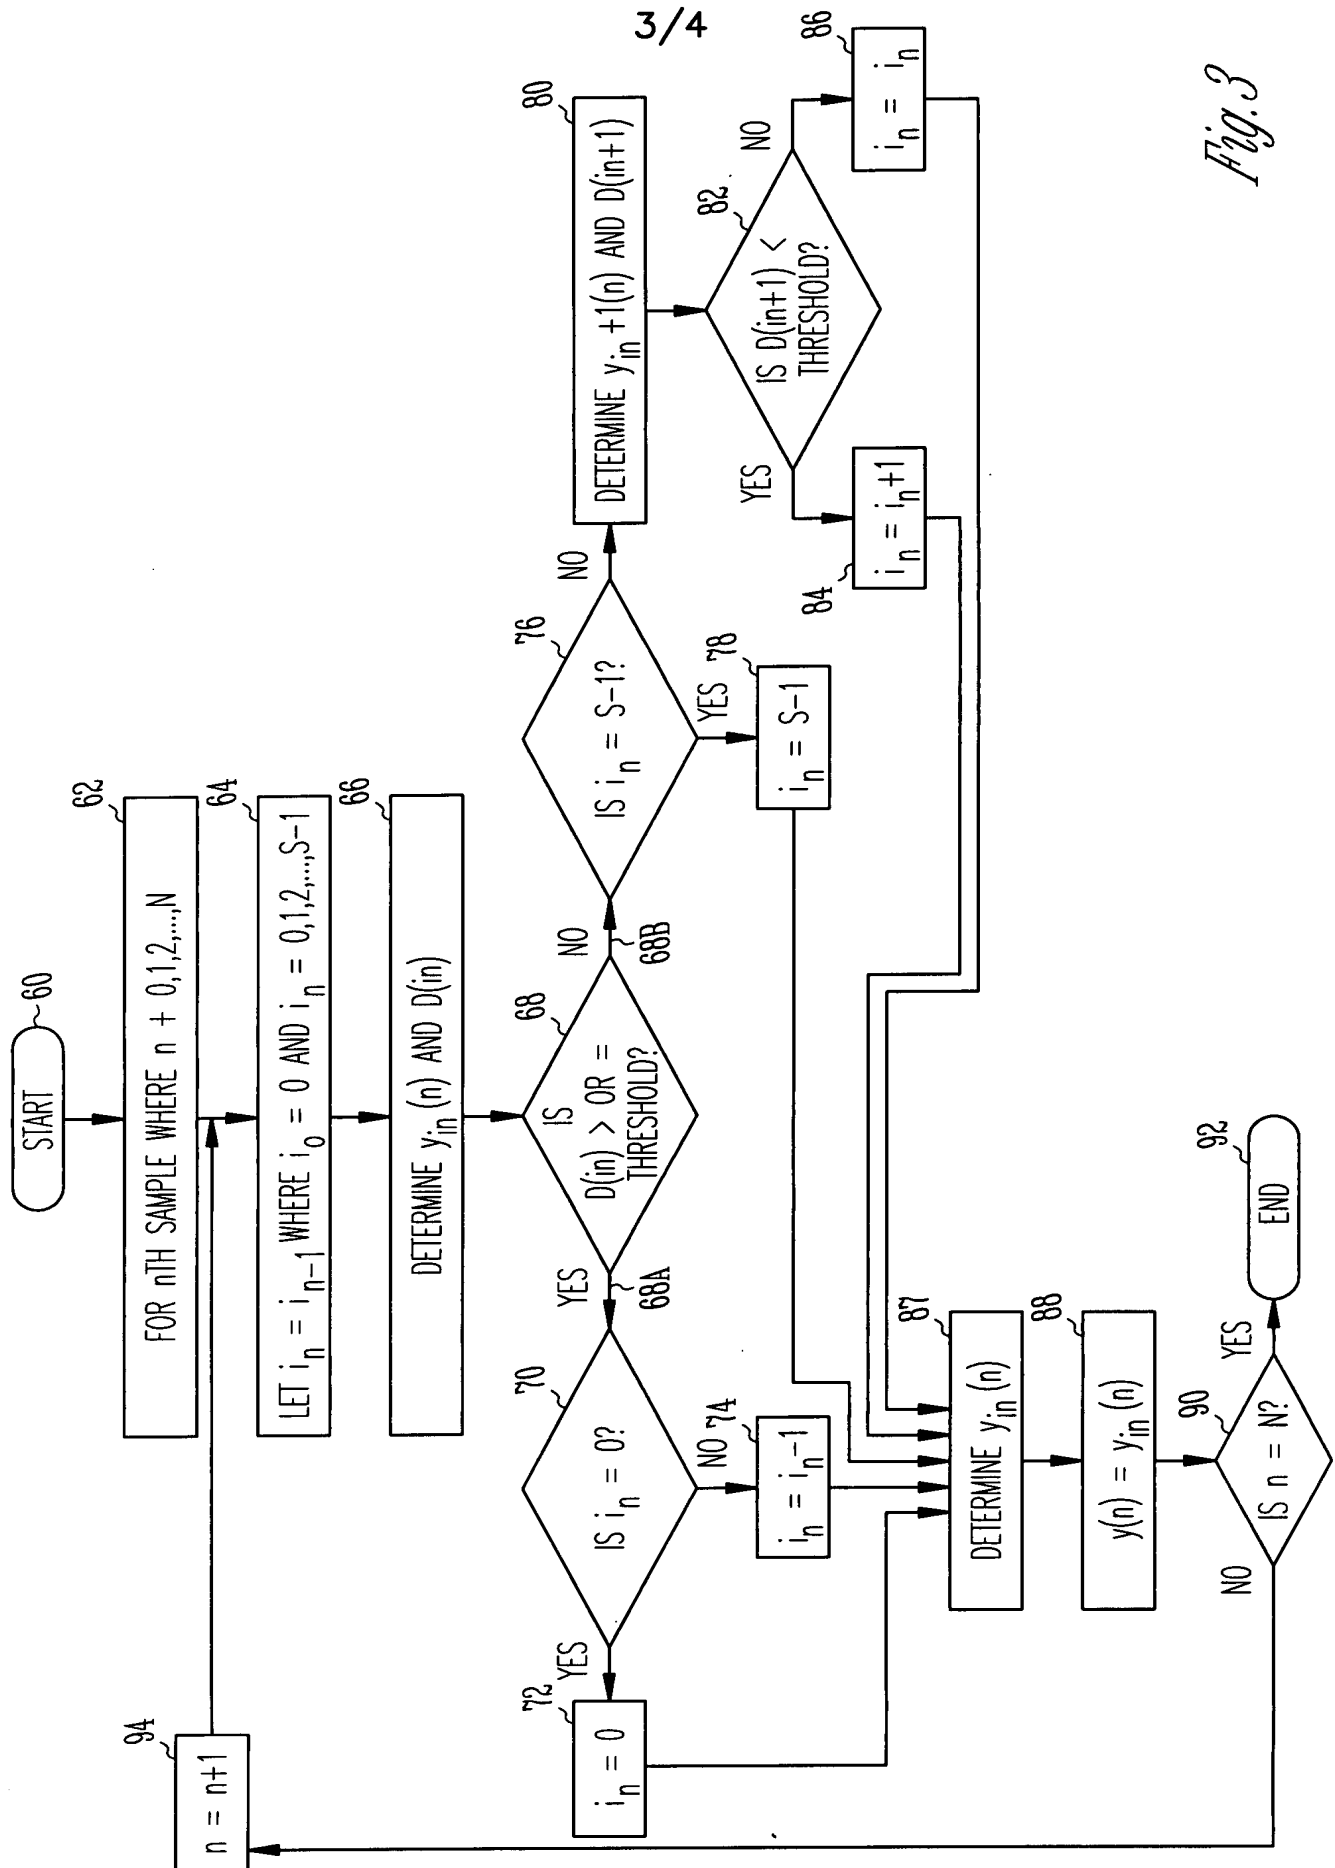 3/4
START
60
FOR nTH SAMPLE WHERE n + 0,1,2,...,N
62
LET i_n = i_n-1 WHERE i_o = 0 AND i_n = 0,1,2,...,S-1
64
DETERMINE y_in (n) AND D(in)
66
IS
D(in) > OR =
THRESHOLD?
68
YES
68A
NO
68B
IS i_n = 0?
70
YES
NO
i_n = 0
72
i_n = i_n-1
74
IS i_n = S-1?
76
YES
NO
i_n = S-1
78
DETERMINE y_in +1(n) AND D(in+1)
80
IS D(in+1) <
THRESHOLD?
82
YES
NO
i_n = i_n+1
84
i_n = i_n
86
DETERMINE y_in (n)
87
y(n) = y_in (n)
88
IS n = N?
90
YES
NO
END
92
n = n+1
94
Fig. 3